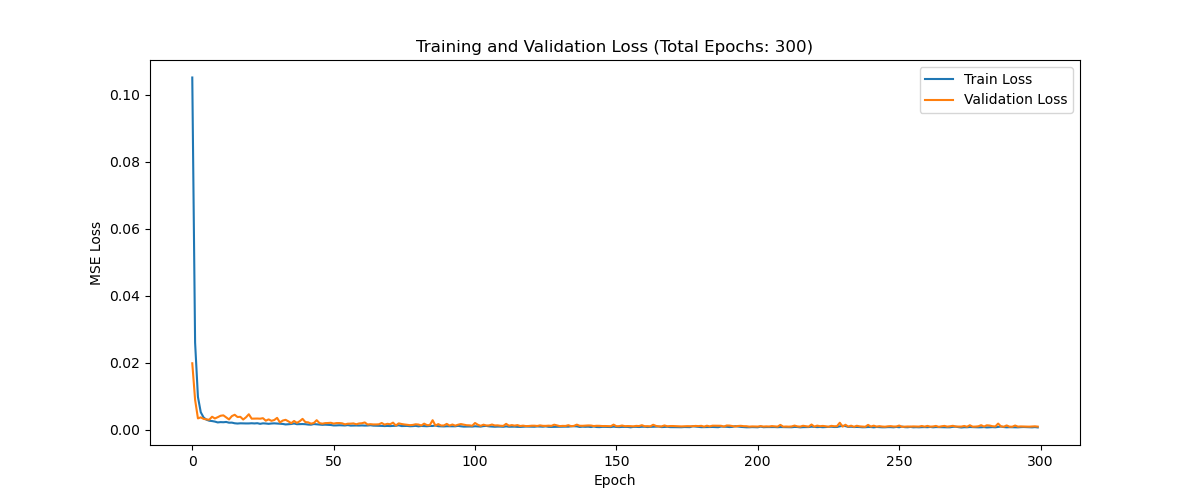 Training and Validation Loss (Total Epochs: 300)
Train Loss
Validation Loss
MSE Loss
0.10
0.08
0.06
0.04
0.02
0.00
0 50 100 150 200 250 300
Epoch